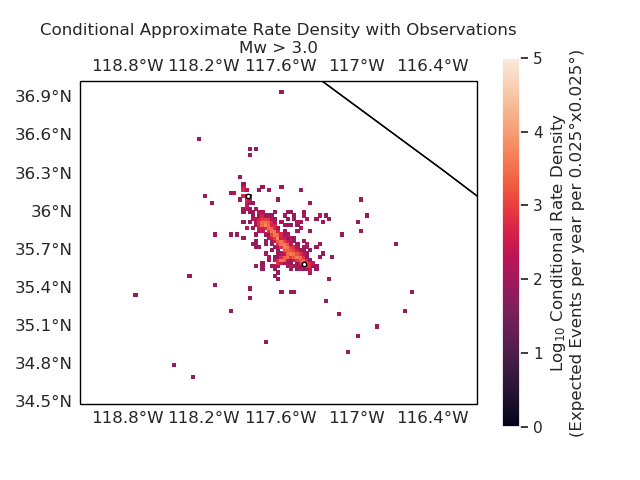 Conditional Approximate Rate Density with Observations
Mw > 3.0
118.8°W 118.2°W 117.6°W 117°W 116.4°W
36.9°N
36.6°N
36.3°N
36°N
35.7°N
35.4°N
35.1°N
34.8°N
34.5°N
118.8°W 118.2°W 117.6°W 117°W 116.4°W
5
4
3
2
1
0
Log₁₀ Conditional Rate Density
(Expected Events per year per 0.025°x0.025°)